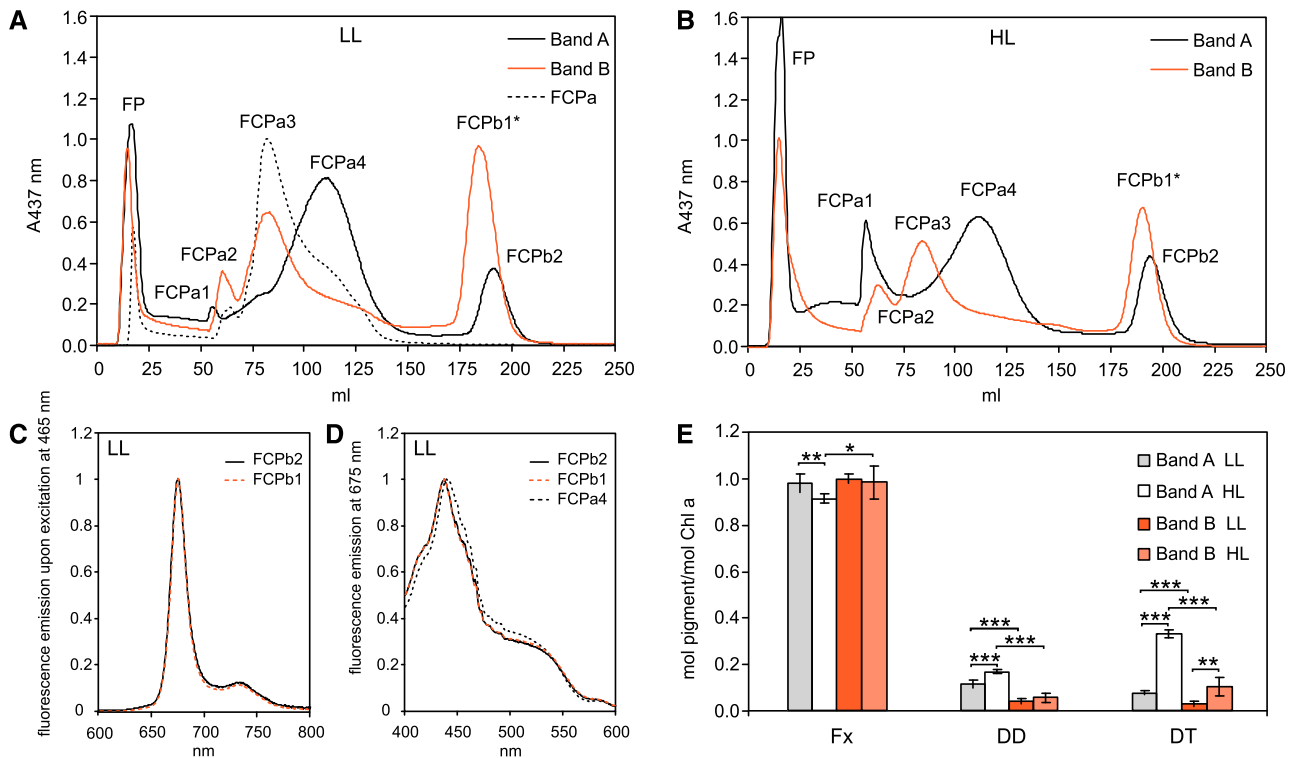 A
LL
Band A
Band B
FCPa
FP
FCPa1
FCPa2
FCPa3
FCPa4
FCPb1*
FCPb2
A437 nm
1.6
1.4
1.2
1.0
0.8
0.6
0.4
0.2
0.0
0 25 50 75 100 125 150 175 200 225 250
ml
B
HL
Band A
Band B
FP
FCPa1
FCPa2
FCPa3
FCPa4
FCPb1*
FCPb2
A437 nm
1.6
1.4
1.2
1.0
0.8
0.6
0.4
0.2
0.0
0 25 50 75 100 125 150 175 200 225 250
ml
C
LL
FCPb2
FCPb1
fluorescence emission upon excitation at 465 nm
1.2
1
0.8
0.6
0.4
0.2
0
600 650 700 750 800
nm
D
LL
FCPb2
FCPb1
FCPa4
fluorescence emission at 675 nm
1.2
1
0.8
0.6
0.4
0.2
0
400 450 500 550 600
nm
E
Band A LL
Band A HL
Band B LL
Band B HL
mol pigment/mol Chl a
1.2
1.0
0.8
0.6
0.4
0.2
0
** *
***
***
***
***
***
***
**
Fx DD DT